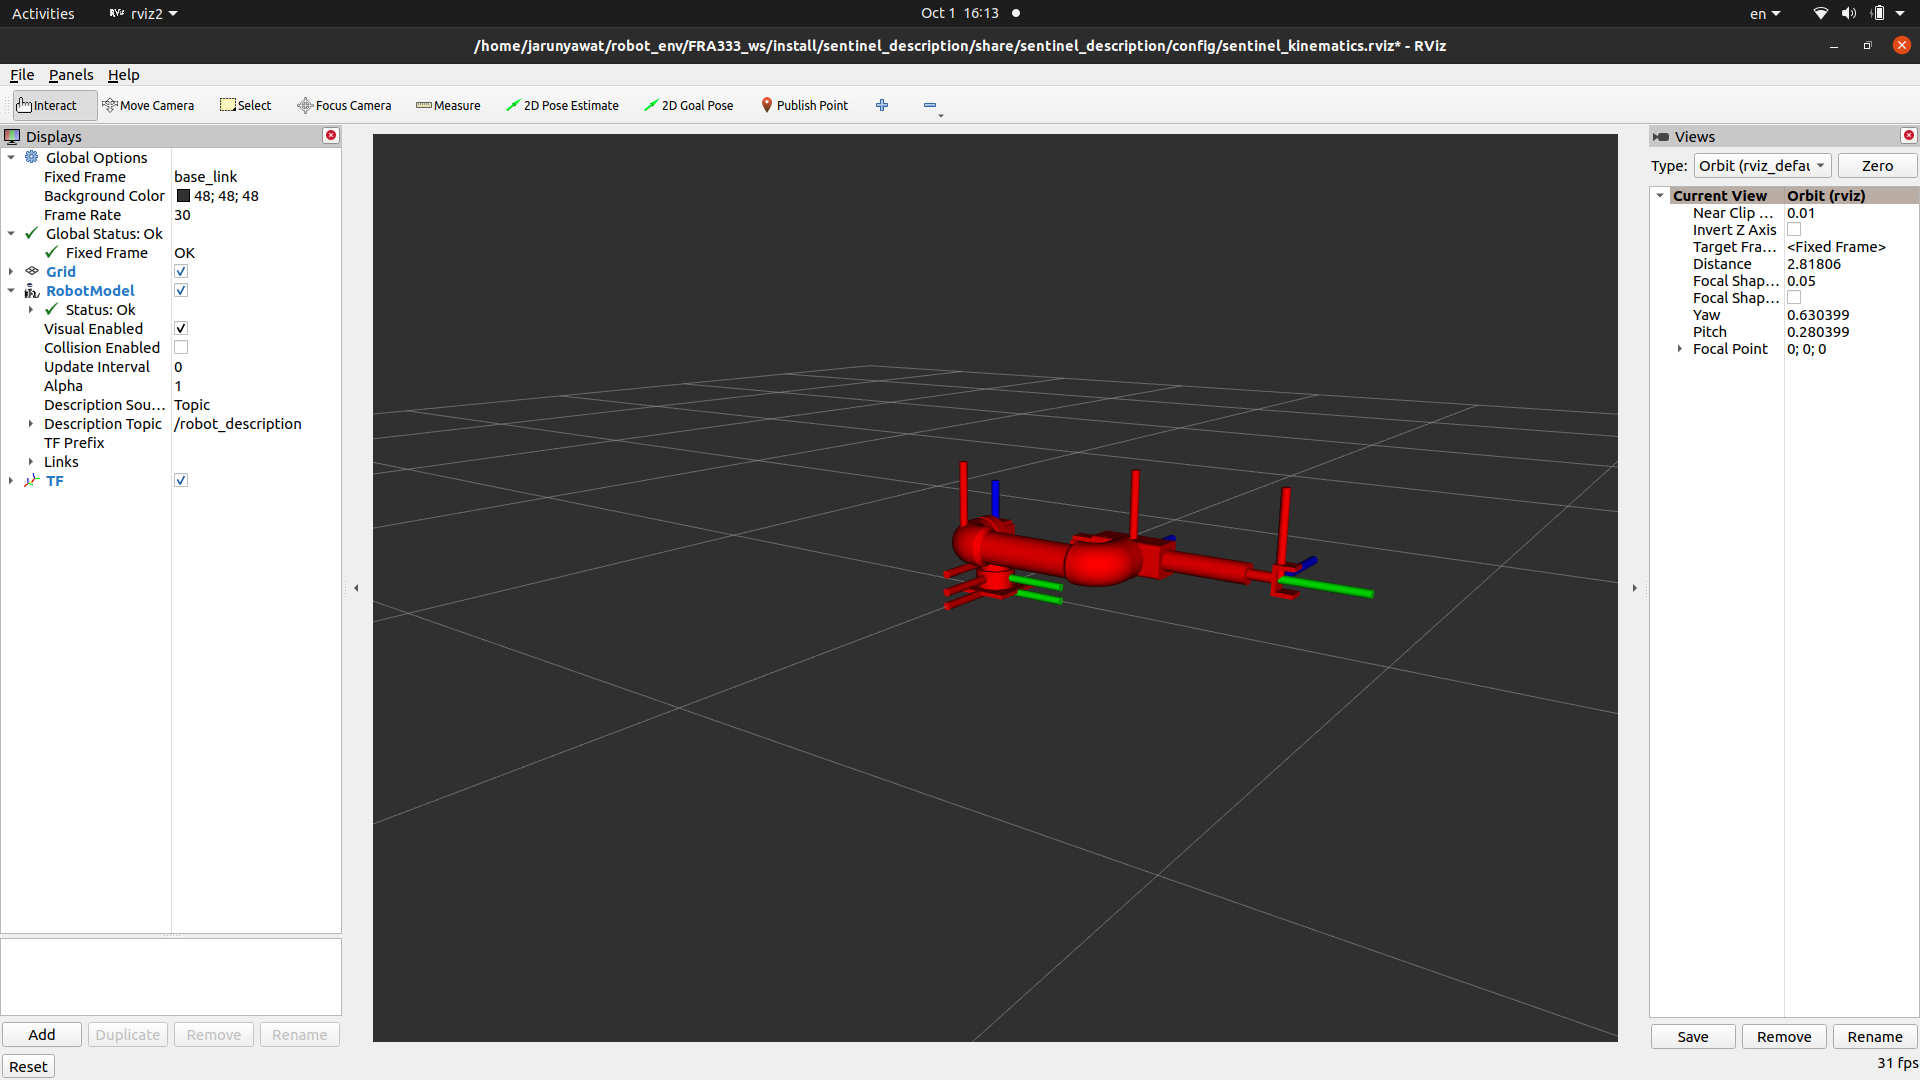 Activities rviz2 Oct 1 16:13 en
/home/jarunyawat/robot_env/FRA333_ws/install/sentinel_description/share/sentinel_description/config/sentinel_kinematics.rviz* - RViz
File Panels Help
Interact Move Camera Select Focus Camera Measure 2D Pose Estimate 2D Goal Pose Publish Point
Displays
Global Options
Fixed Frame base_link
Background Color 48; 48; 48
Frame Rate 30
Global Status: Ok
Fixed Frame OK
Grid
RobotModel
Status: Ok
Visual Enabled
Collision Enabled
Update Interval 0
Alpha 1
Description Sou... Topic
Description Topic /robot_description
TF Prefix
Links
TF
Add Duplicate Remove Rename
Reset
Views
Type: Orbit (rviz_defau Zero
Current View Orbit (rviz)
Near Clip ... 0.01
Invert Z Axis
Target Fra... <Fixed Frame>
Distance 2.81806
Focal Shap... 0.05
Focal Shap...
Yaw 0.630399
Pitch 0.280399
Focal Point 0; 0; 0
Save Remove Rename
31 fps